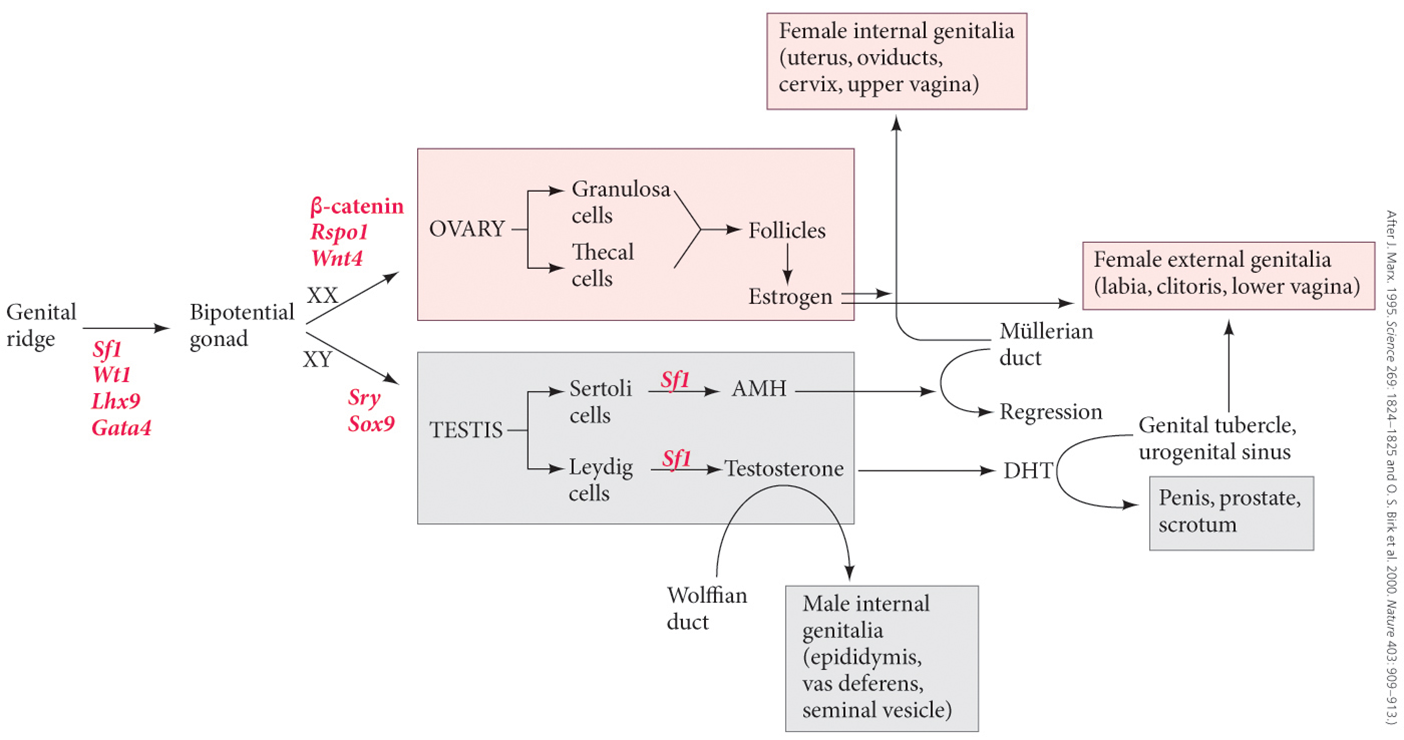 Female internal genitalia
(uterus, oviducts,
cervix, upper vagina)
β-catenin
Rspo1
Wnt4
XX
OVARY
Granulosa
cells
Thecal
cells
Follicles
Estrogen
Female external genitalia
(labia, clitoris, lower vagina)
Genital
ridge
Sf1
Wt1
Lhx9
Gata4
Bipotential
gonad
XY
Sry
Sox9
TESTIS
Sertoli
cells
Sf1
AMH
Leydig
cells
Sf1
Testosterone
Müllerian
duct
Regression
DHT
Genital tubercle,
urogenital sinus
Penis, prostate,
scrotum
Wolffian
duct
Male internal
genitalia
(epididymis,
vas deferens,
seminal vesicle)
After J. Marx. 1995. Science 269: 1824–1825 and O. S. Birk et al. 2000. Nature 403: 909–913.)